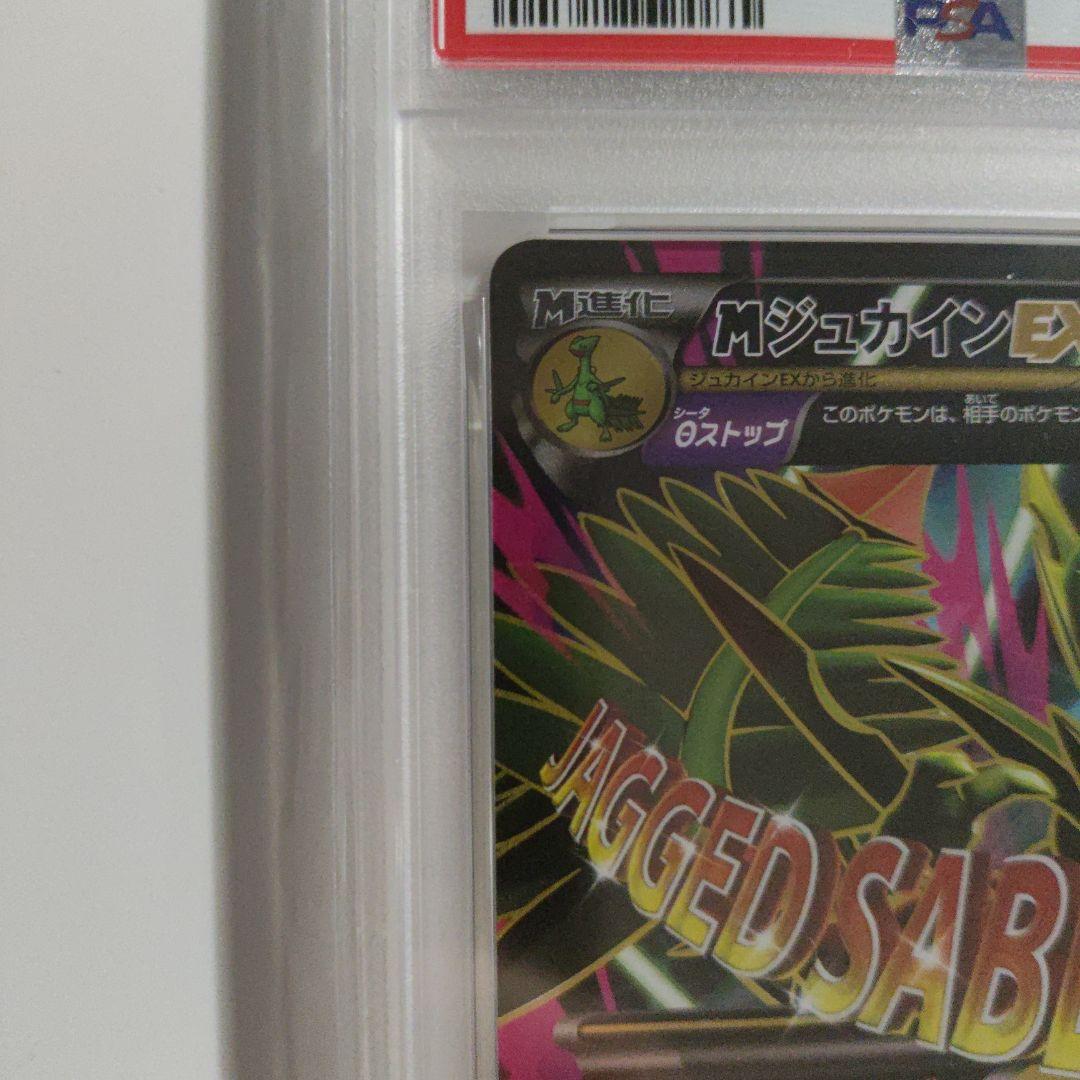 PSA
M進化
MジュカインEX
ジュカインEXから進化
シータ
θストップ
あいて
このポケモンは、相手のポケモン
JAGGED SAB